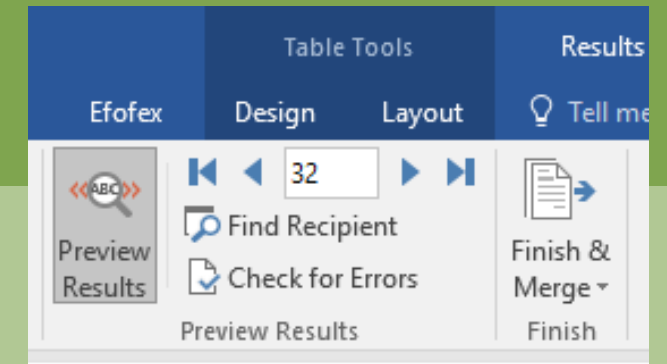 Table Tools
Results
Efofex
Design
Layout
Tell me
«ABC»
32
Preview
Results
Find Recipient
Check for Errors
Finish &
Merge
Preview Results
Finish